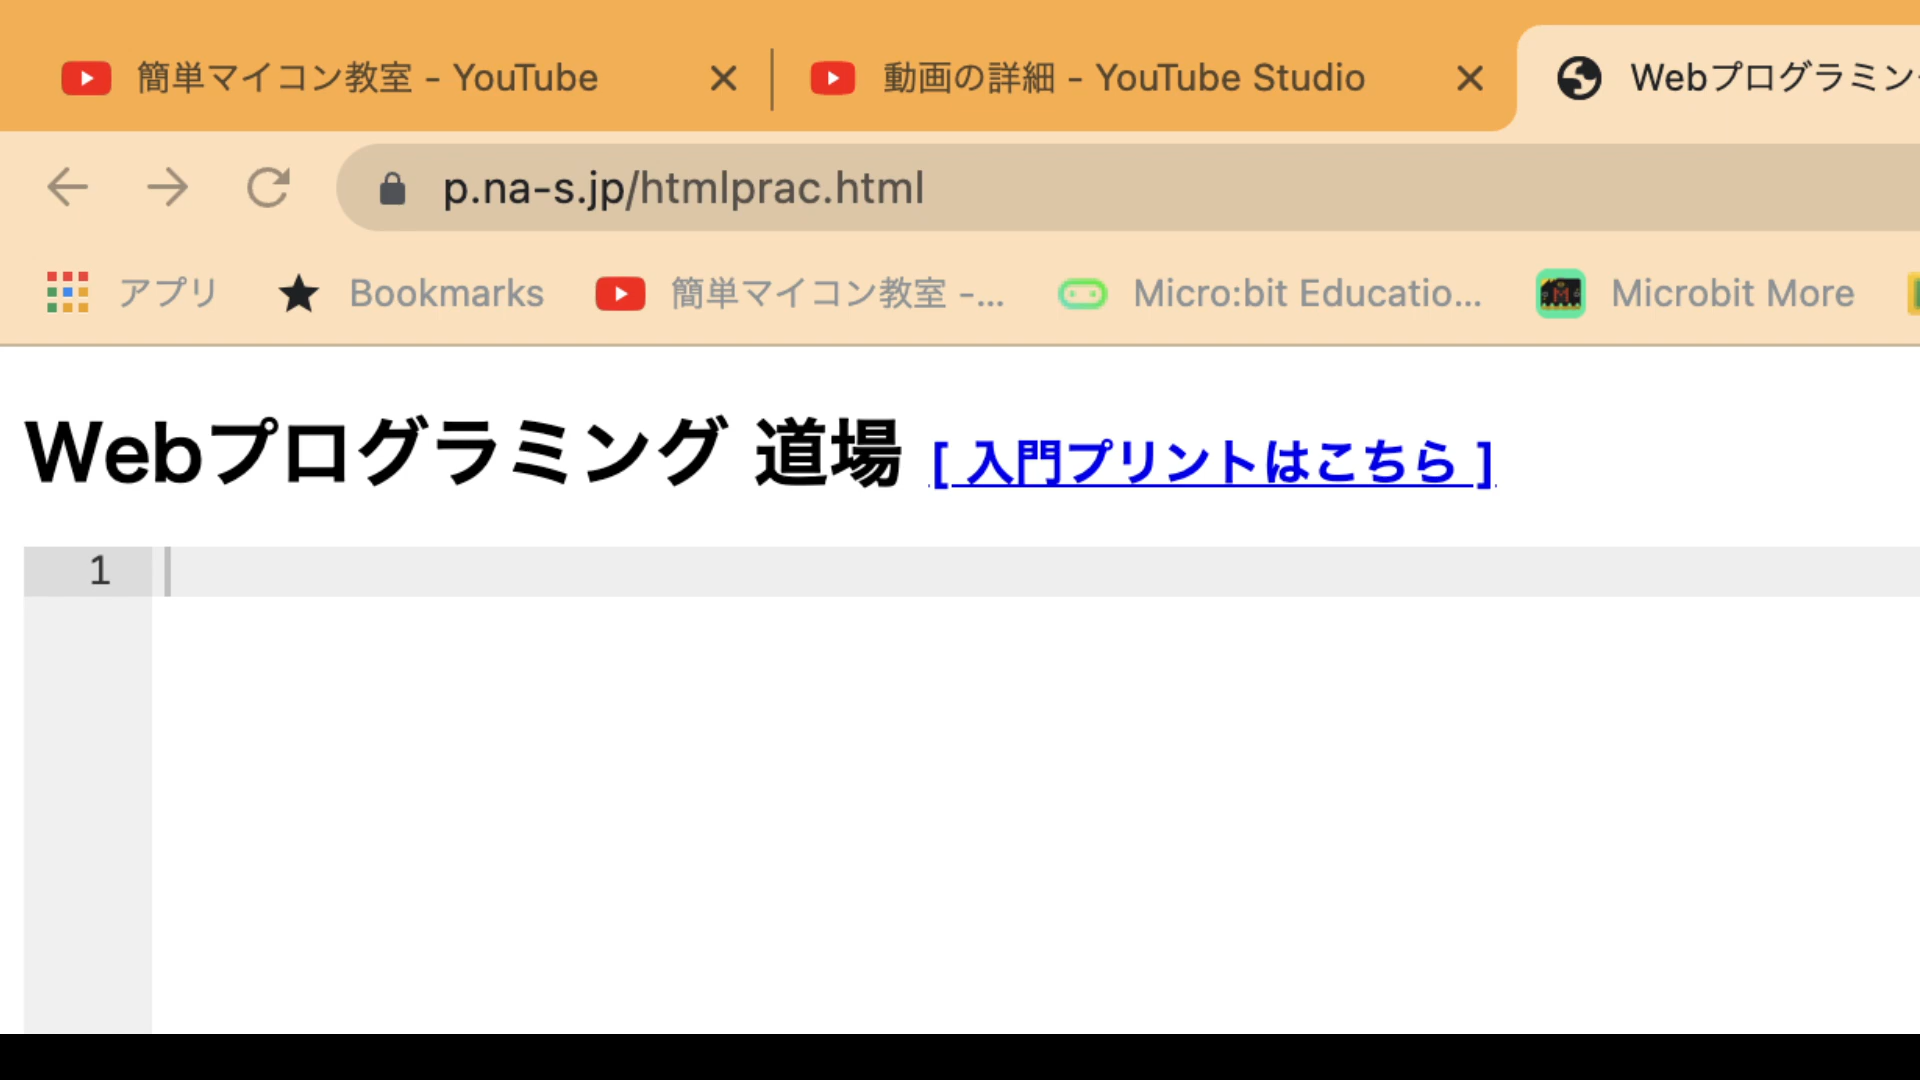 簡単マイコン教室 - YouTube
動画の詳細 - YouTube Studio
Webプログラミン
p.na-s.jp/htmlprac.html
アプリ
Bookmarks
簡単マイコン教室 -...
Micro:bit Educatio...
Microbit More
Webプログラミング 道場 [ 入門プリントはこちら ]
1